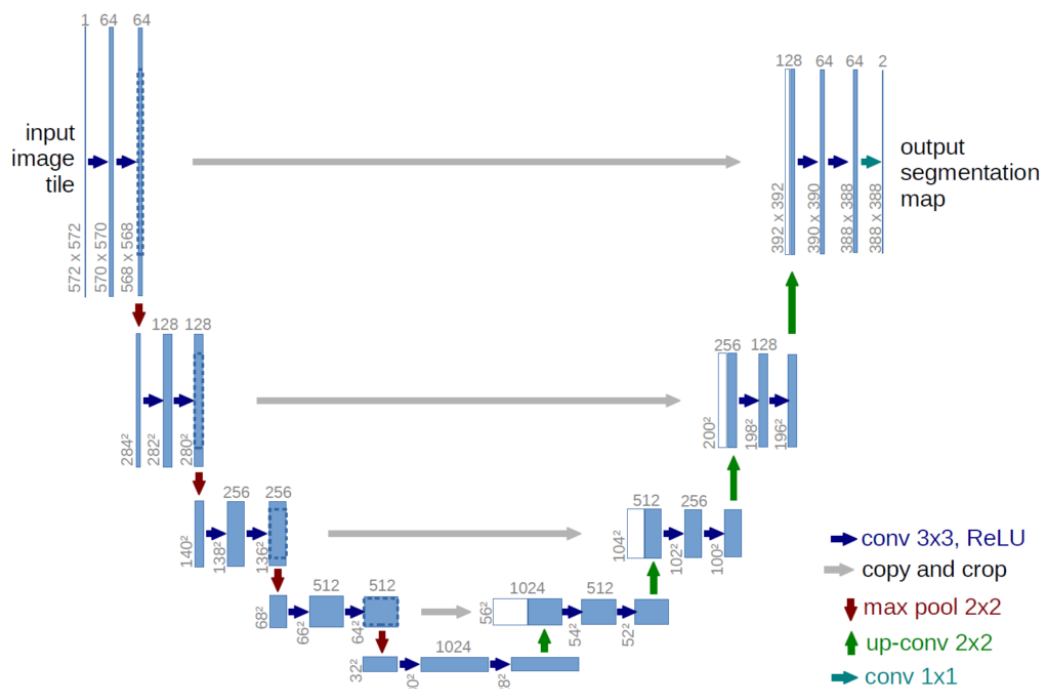 1
64
64
128
64
64
2
input
image
tile
output
segmentation
map
572 x 572
570 x 570
568 x 568
392 x 392
390 x 390
388 x 388
388 x 388
128
128
256
128
284²
282²
280²
200²
198²
196²
256
256
512
256
140²
138²
136²
104²
102²
100²
conv 3x3, ReLU
copy and crop
max pool 2x2
up-conv 2x2
conv 1x1
512
512
1024
512
68²
66²
64²
56²
54²
52²
1024
32²